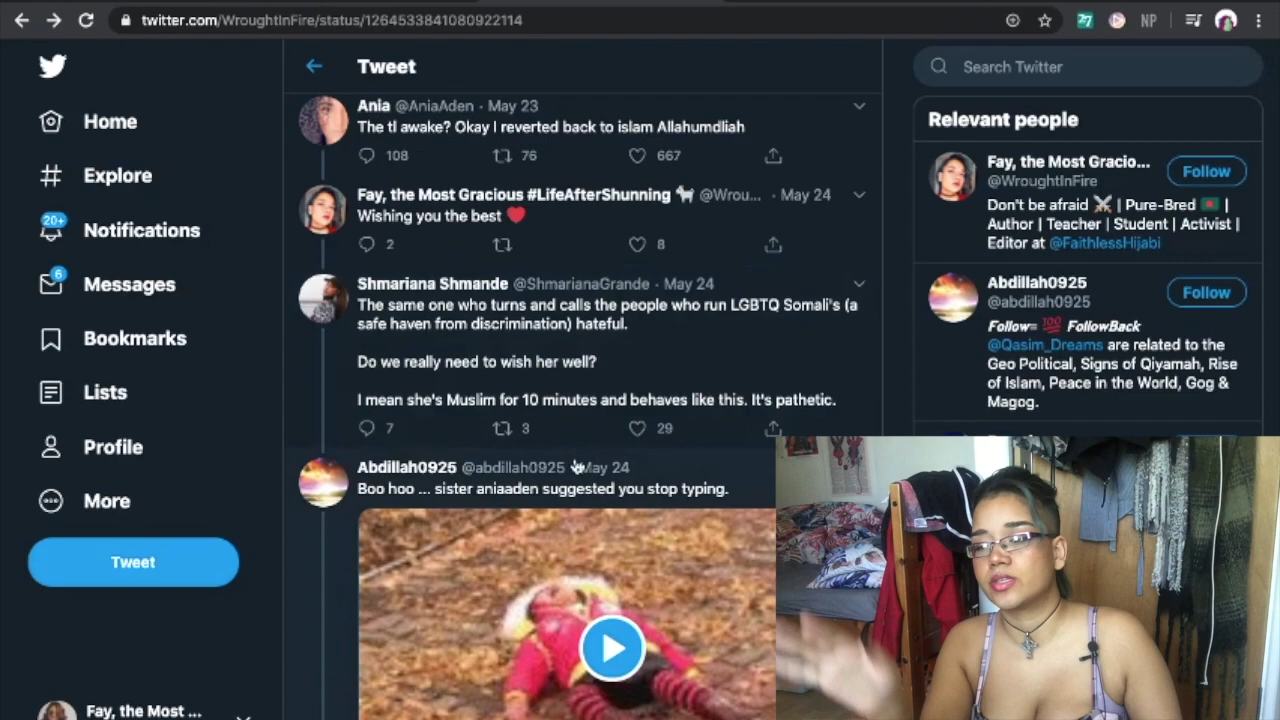 twitter.com/WroughtInFire/status/1264533841080922114
NP
Home
Explore
20+
Notifications
6
Messages
Bookmarks
Lists
Profile
More
Tweet
Fay, the Most ...
Tweet
Ania @AniaAden · May 23
The tl awake? Okay I reverted back to islam Allahumdliah
108 76 667
Fay, the Most Gracious #LifeAfterShunning 🐕 @Wrou... · May 24
Wishing you the best ❤️
2 8
Shmariana Shmande @ShmarianaGrande · May 24
The same one who turns and calls the people who run LGBTQ Somali's (a
safe haven from discrimination) hateful.
Do we really need to wish her well?
I mean she's Muslim for 10 minutes and behaves like this. It's pathetic.
7 3 29
Abdillah0925 @abdillah0925 May 24
Boo hoo ... sister aniaaden suggested you stop typing.
Search Twitter
Relevant people
Fay, the Most Gracio...
@WroughtInFire
Follow
Don't be afraid ⚔️ | Pure-Bred 🇧🇩 |
Author | Teacher | Student | Activist |
Editor at @FaithlessHijabi
Abdillah0925
@abdillah0925
Follow
Follow= 💯 FollowBack
@Qasim_Dreams are related to the
Geo Political, Signs of Qiyamah, Rise
of Islam, Peace in the World, Gog &
Magog.